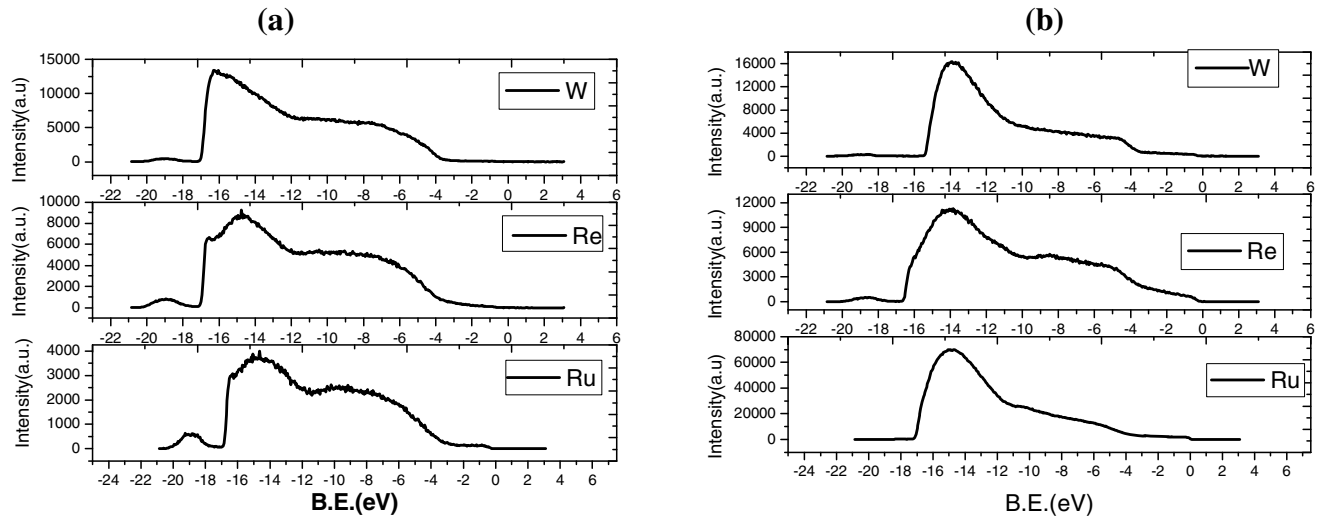 (a)
15000
10000
5000
0
Intensity(a.u)
W
-22 -20 -18 -16 -14 -12 -10 -8 -6 -4 -2 0 2 4 6
10000
8000
6000
4000
2000
0
Intensity(a.u.)
Re
-22 -20 -18 -16 -14 -12 -10 -8 -6 -4 -2 0 2 4 6
4000
3000
2000
1000
0
Intensity(a.u.)
Ru
-24 -22 -20 -18 -16 -14 -12 -10 -8 -6 -4 -2 0 2 4 6
B.E.(eV)
(b)
16000
12000
8000
4000
0
Intensity(a.u)
W
-22 -20 -18 -16 -14 -12 -10 -8 -6 -4 -2 0 2 4 6
12000
9000
6000
3000
0
Intensity(a.u.)
Re
-22 -20 -18 -16 -14 -12 -10 -8 -6 -4 -2 0 2 4 6
80000
60000
40000
20000
0
Intensity(a.u)
Ru
-24 -22 -20 -18 -16 -14 -12 -10 -8 -6 -4 -2 0 2 4 6
B.E.(eV)